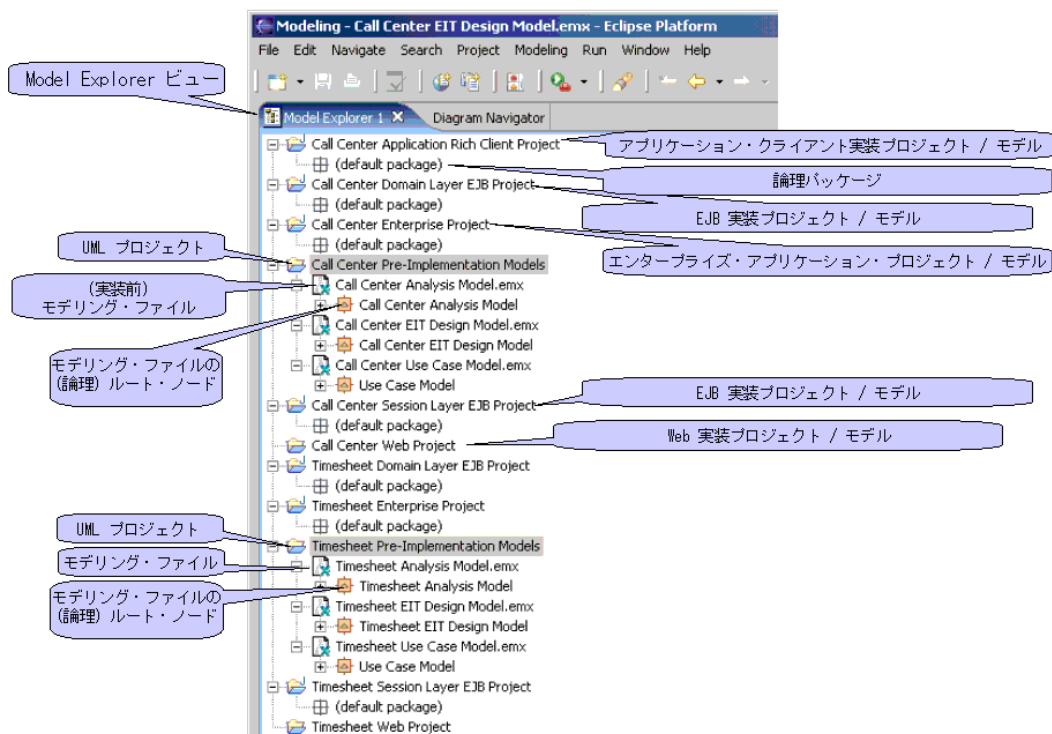 Modeling - Call Center EIT Design Model.emx - Eclipse Platform
File Edit Navigate Search Project Modeling Run Window Help
Model Explorer ビュー
Model Explorer 1
Diagram Navigator
Call Center Application Rich Client Project
アプリケーション・クライアント実装プロジェクト / モデル
(default package)
論理パッケージ
Call Center Domain Layer EJB Project
(default package)
EJB 実装プロジェクト / モデル
Call Center Enterprise Project
(default package)
エンタープライズ・アプリケーション・プロジェクト / モデル
UML プロジェクト
Call Center Pre-Implementation Models
(実装前)
モデリング・ファイル
Call Center Analysis Model.emx
Call Center Analysis Model
Call Center EIT Design Model.emx
Call Center EIT Design Model
モデリング・ファイルの
(論理) ルート・ノード
Call Center Use Case Model.emx
Use Case Model
Call Center Session Layer EJB Project
EJB 実装プロジェクト / モデル
(default package)
Call Center Web Project
Web 実装プロジェクト / モデル
Timesheet Domain Layer EJB Project
(default package)
Timesheet Enterprise Project
(default package)
UML プロジェクト
Timesheet Pre-Implementation Models
モデリング・ファイル
Timesheet Analysis Model.emx
Timesheet Analysis Model
モデリング・ファイルの
(論理) ルート・ノード
Timesheet EIT Design Model.emx
Timesheet EIT Design Model
Timesheet Use Case Model.emx
Use Case Model
Timesheet Session Layer EJB Project
(default package)
Timesheet Web Project